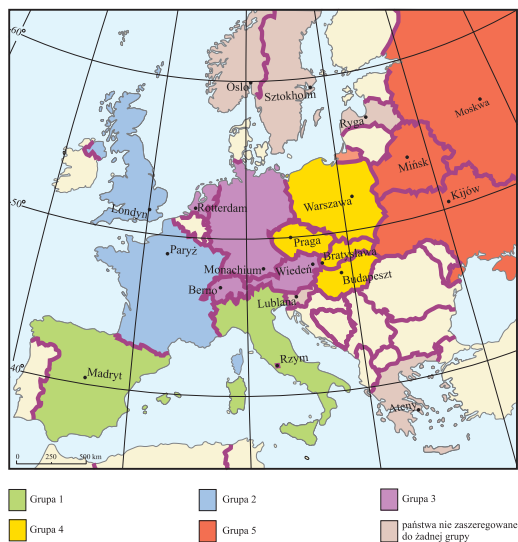 60°
Oslo
Sztokholm
Moskwa
Ryga
Mińsk
Kijów
50°
Londyn
Rotterdam
Warszawa
Praga
Paryż
Bratysława
Monachium
Wiedeń
Budapeszt
Berno
Lublana
Rzym
40°
Madryt
Ateny
0 250 500 km
Grupa 1
Grupa 2
Grupa 3
Grupa 4
Grupa 5
państwa nie zaszeregowane
do żadnej grupy